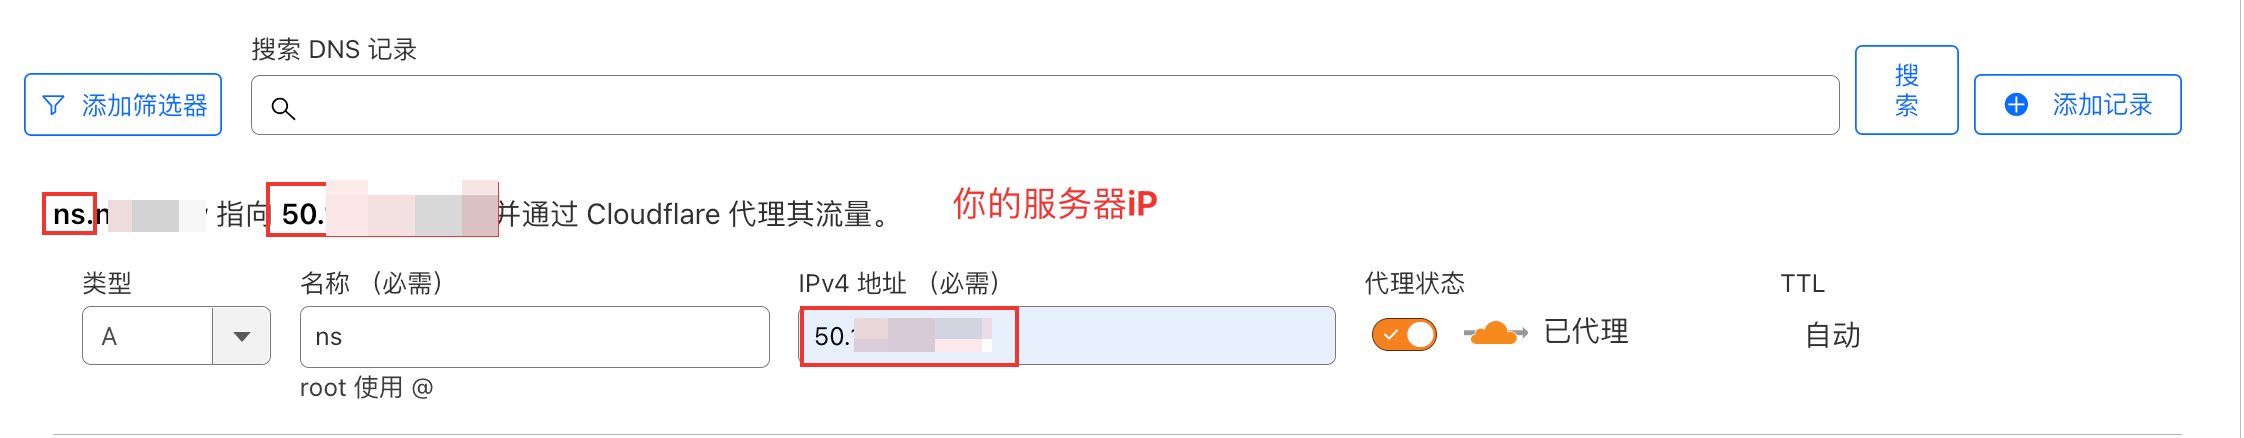 搜索 DNS 记录
添加筛选器
搜
索
添加记录
ns.n 指向 50. 并通过 Cloudflare 代理其流量。
你的服务器iP
类型
名称 （必需）
IPv4 地址 （必需）
代理状态
TTL
A
ns
50.
已代理
自动
root 使用 @